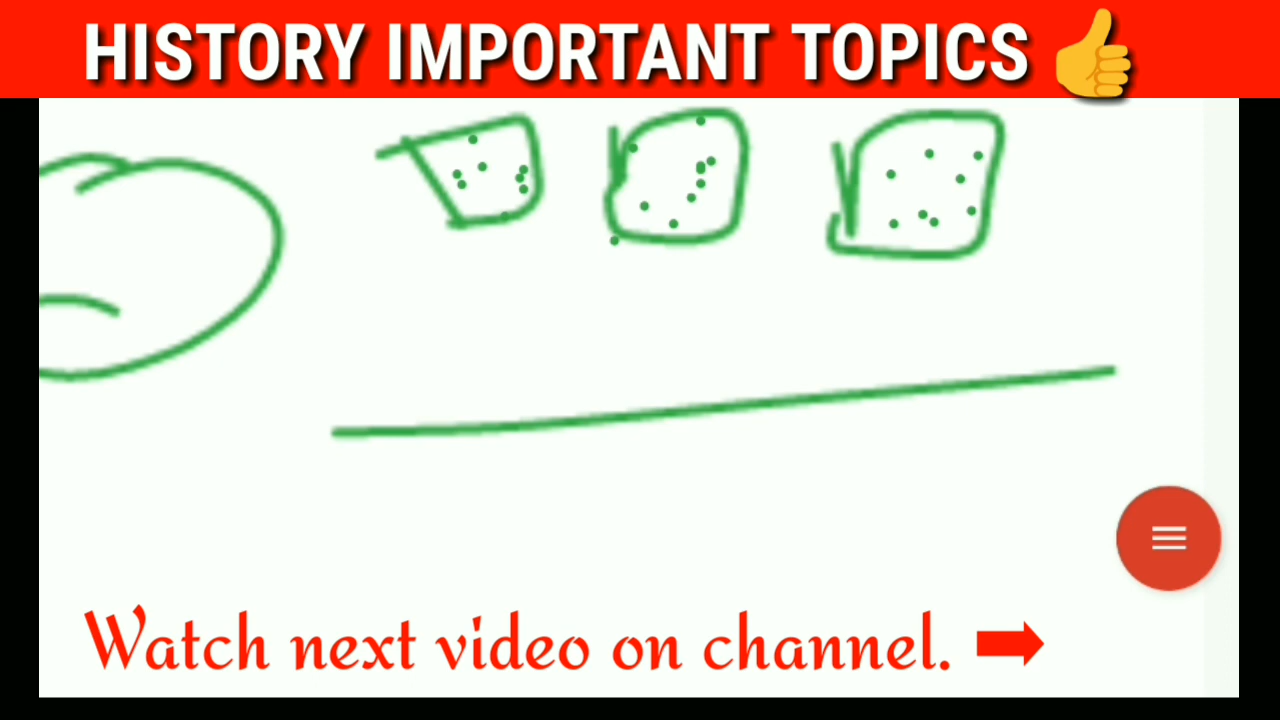 HISTORY IMPORTANT TOPICS 👍
Watch next video on channel. ➡